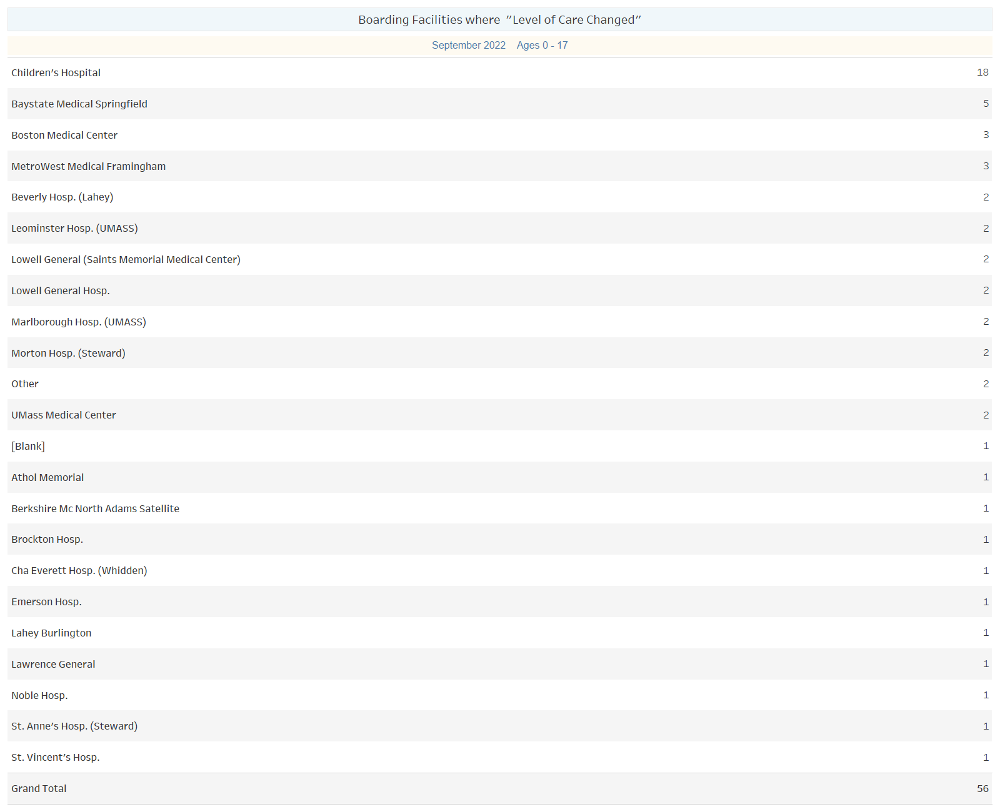 Boarding Facilities where "Level of Care Changed"
September 2022 Ages 0 - 17
Children's Hospital 18
Baystate Medical Springfield 5
Boston Medical Center 3
MetroWest Medical Framingham 3
Beverly Hosp. (Lahey) 2
Leominster Hosp. (UMASS) 2
Lowell General (Saints Memorial Medical Center) 2
Lowell General Hosp. 2
Marlborough Hosp. (UMASS) 2
Morton Hosp. (Steward) 2
Other 2
UMass Medical Center 2
[Blank] 1
Athol Memorial 1
Berkshire Mc North Adams Satellite 1
Brockton Hosp. 1
Cha Everett Hosp. (Whidden) 1
Emerson Hosp. 1
Lahey Burlington 1
Lawrence General 1
Noble Hosp. 1
St. Anne's Hosp. (Steward) 1
St. Vincent's Hosp. 1
Grand Total 56